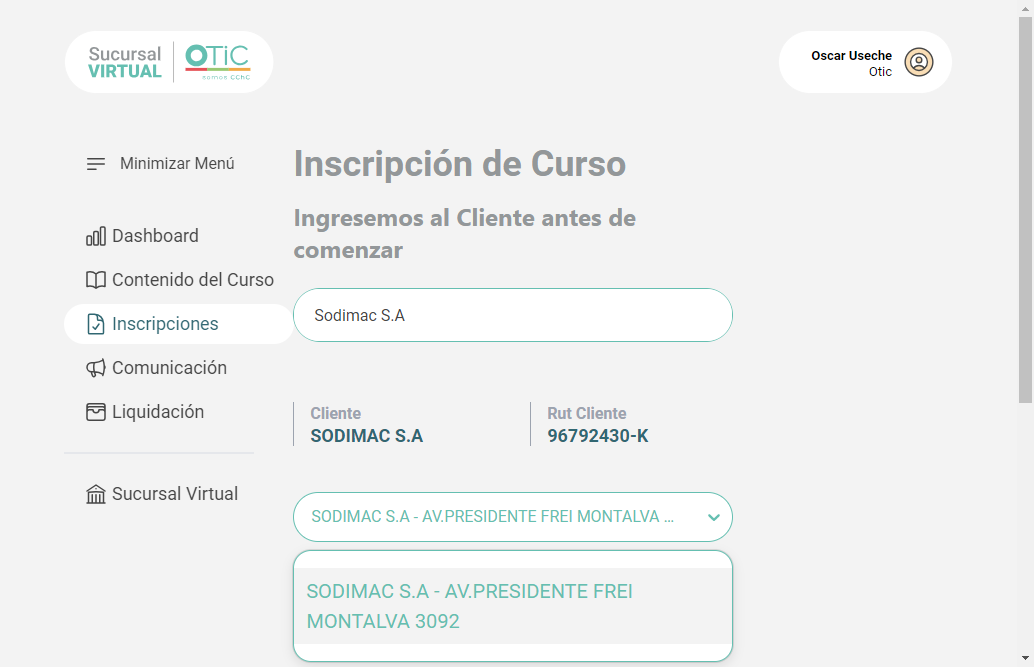 Sucursal
VIRTUAL
OTiC
somos CChC
Oscar Useche
Otic
Minimizar Menú
Dashboard
Contenido del Curso
Inscripciones
Comunicación
Liquidación
Sucursal Virtual
Inscripción de Curso
Ingresemos al Cliente antes de
comenzar
Sodimac S.A
Cliente
SODIMAC S.A
Rut Cliente
96792430-K
SODIMAC S.A - AV.PRESIDENTE FREI MONTALVA ...
SODIMAC S.A - AV.PRESIDENTE FREI
MONTALVA 3092